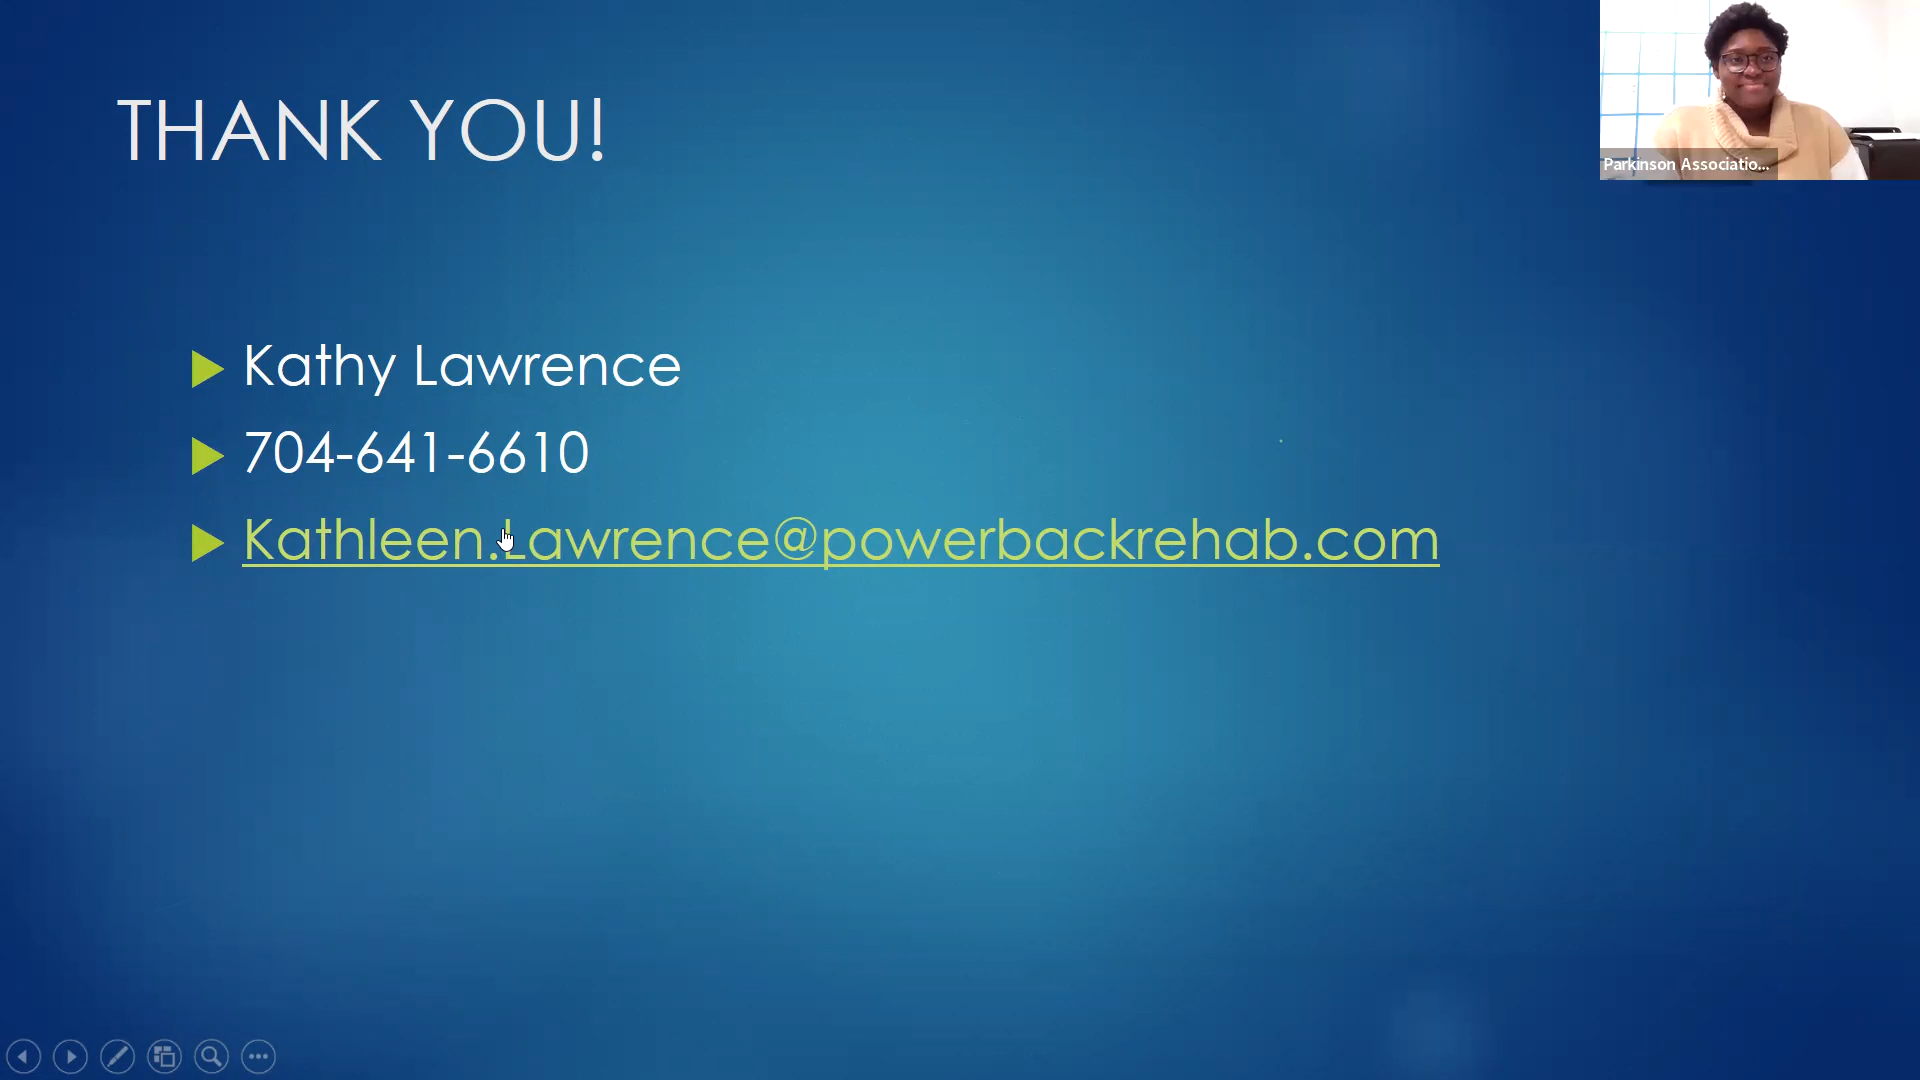 THANK YOU!
Parkinson Associatio...
Kathy Lawrence
704-641-6610
Kathleen.Lawrence@powerbackrehab.com